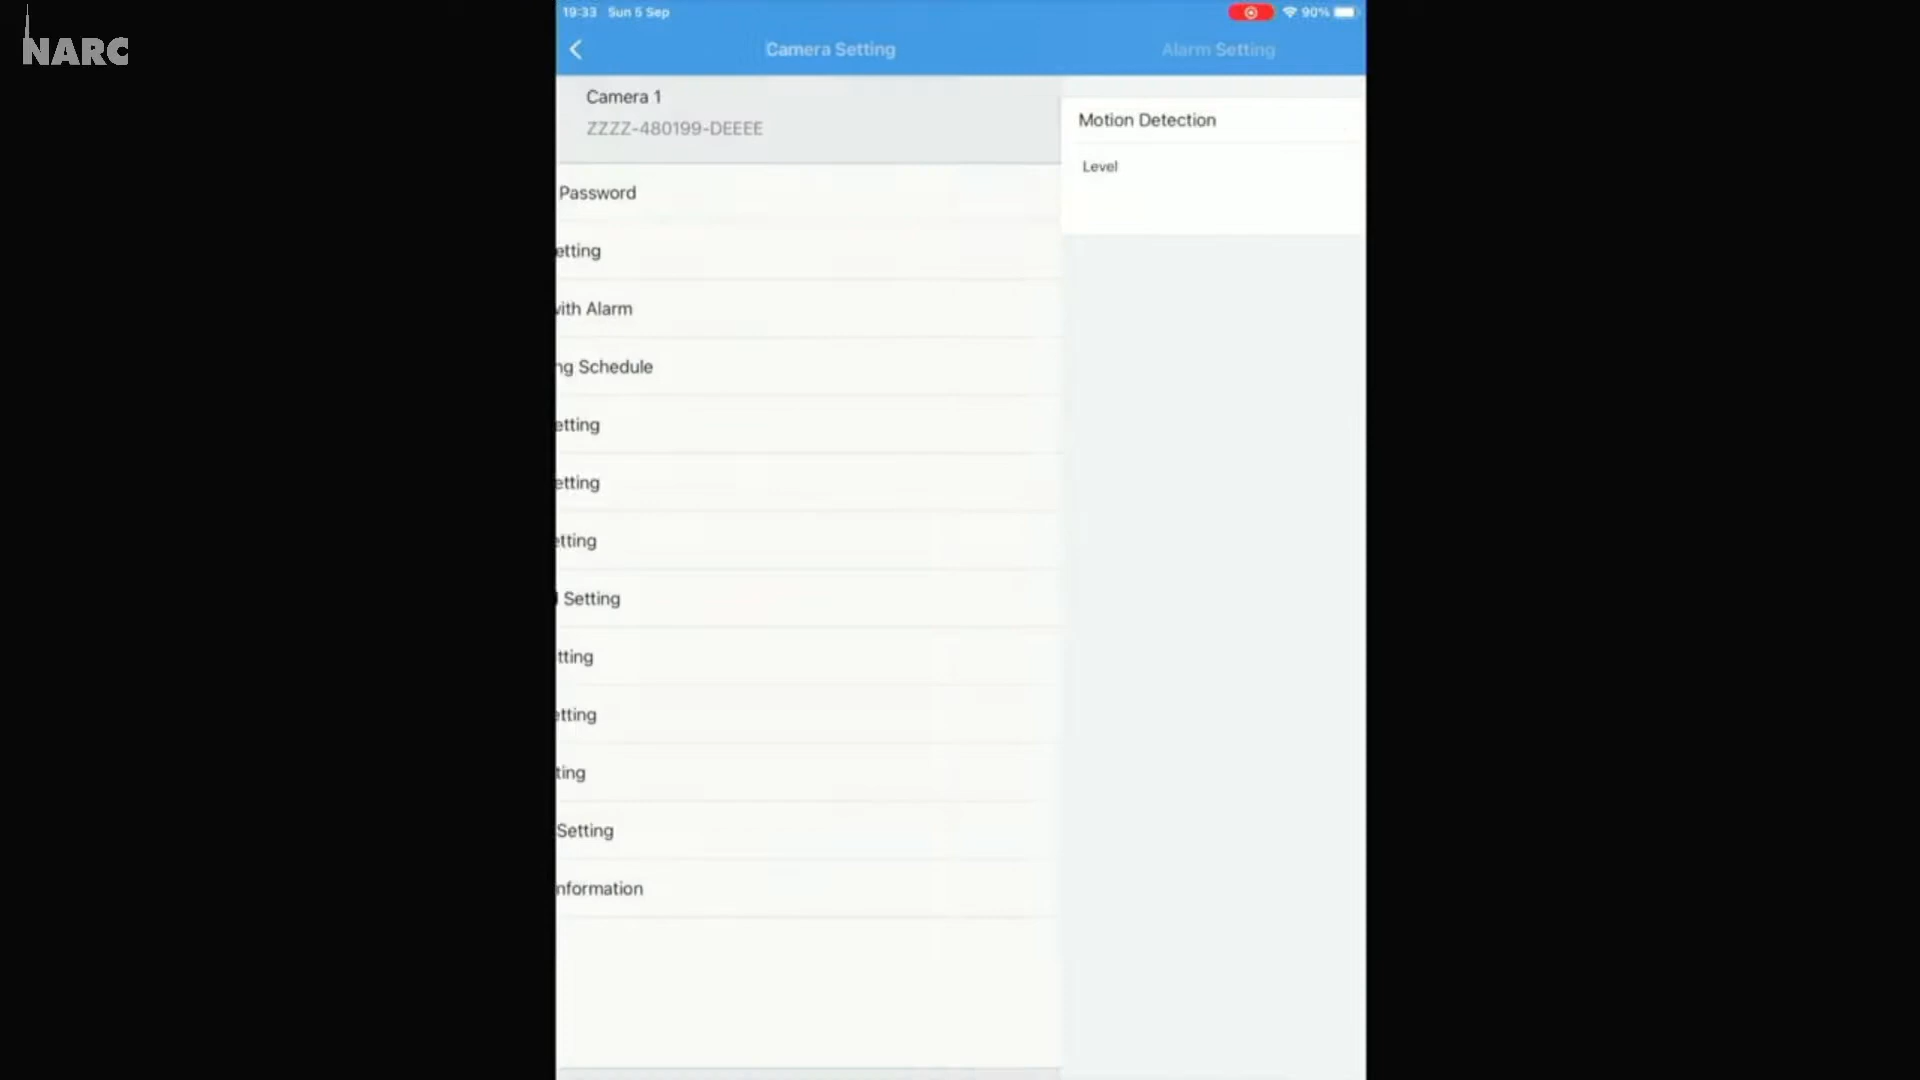 NARC
19:33 Sun 5 Sep
90%
Camera Setting
Alarm Setting
Camera 1
ZZZZ-480199-DEEEE
Motion Detection
Level
Password
etting
ith Alarm
ng Schedule
etting
etting
etting
Setting
tting
etting
ting
Setting
nformation